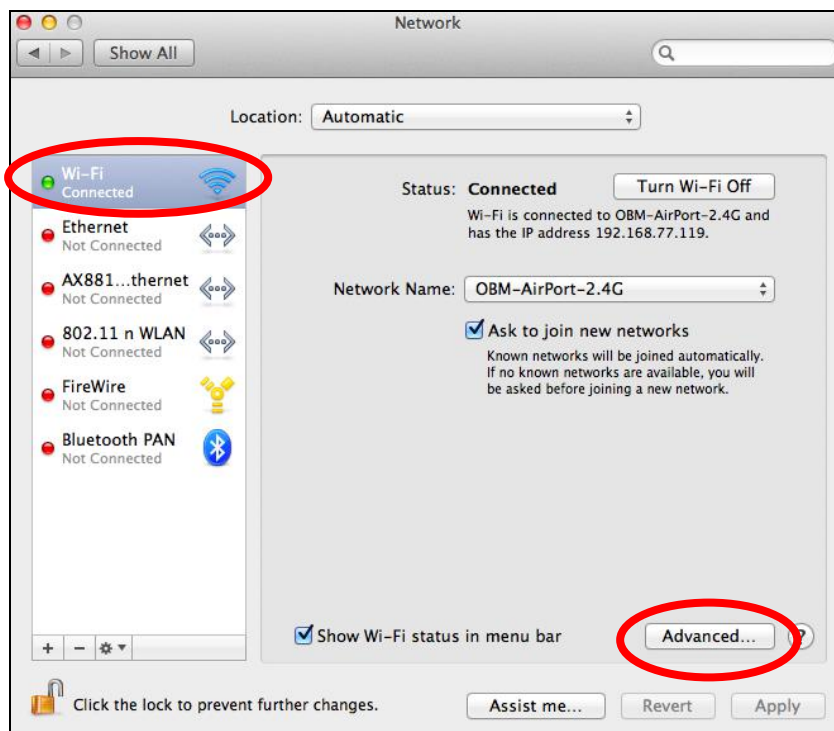 Network
Show All
Location: Automatic
Wi-Fi
Connected
Ethernet
Not Connected
AX881...thernet
Not Connected
802.11 n WLAN
Not Connected
FireWire
Not Connected
Bluetooth PAN
Not Connected
Status: Connected Turn Wi-Fi Off
Wi-Fi is connected to OBM-AirPort-2.4G and
has the IP address 192.168.77.119.
Network Name: OBM-AirPort-2.4G
Ask to join new networks
Known networks will be joined automatically.
If no known networks are available, you will
be asked before joining a new network.
Show Wi-Fi status in menu bar Advanced... ?
+ −
Click the lock to prevent further changes. Assist me... Revert Apply